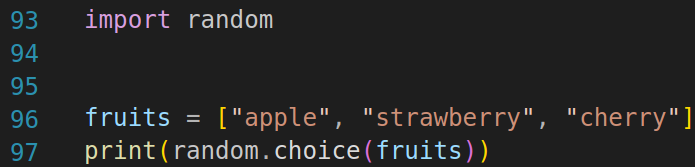 93 import random
94
95
96 fruits = ["apple", "strawberry", "cherry"]
97 print(random.choice(fruits))